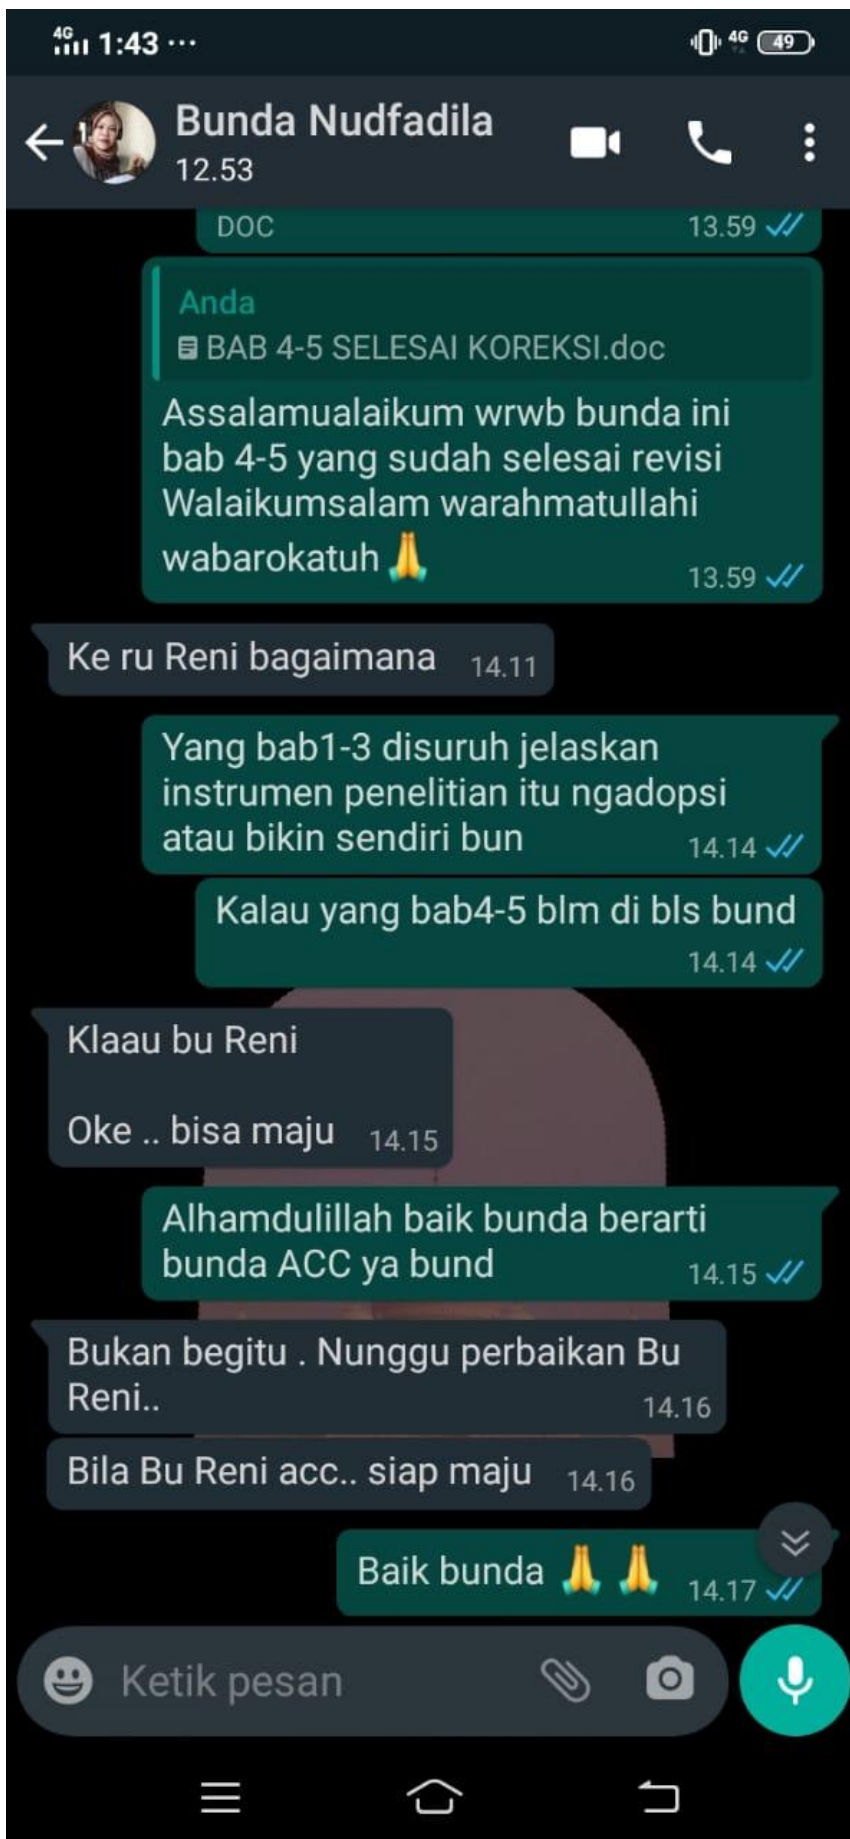 4G 1:43 ...
4G 49
Bunda Nudfadila
12.53
DOC 13.59
Anda
BAB 4-5 SELESAI KOREKSI.doc
Assalamualaikum wrwb bunda ini
bab 4-5 yang sudah selesai revisi
Walaikumsalam warahmatullahi
wabarokatuh🙏 13.59
Ke ru Reni bagaimana 14.11
Yang bab1-3 disuruh jelaskan
instrumen penelitian itu ngadopsi
atau bikin sendiri bun 14.14
Kalau yang bab4-5 blm di bls bund
14.14
Klaau bu Reni
Oke .. bisa maju 14.15
Alhamdulillah baik bunda berarti
bunda ACC ya bund 14.15
Bukan begitu . Nunggu perbaikan Bu
Reni.. 14.16
Bila Bu Reni acc.. siap maju 14.16
Baik bunda 🙏 🙏 14.17
Ketik pesan